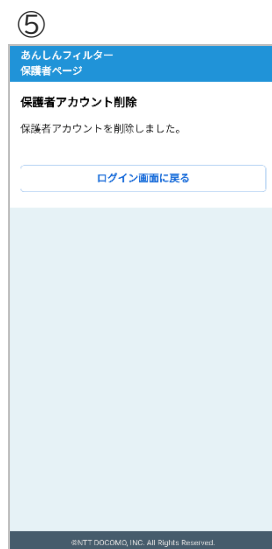 ⑤
あんしんフィルター
保護者ページ
保護者アカウント削除
保護者アカウントを削除しました。
ログイン画面に戻る
©NTT DOCOMO, INC. All Rights Reserved.